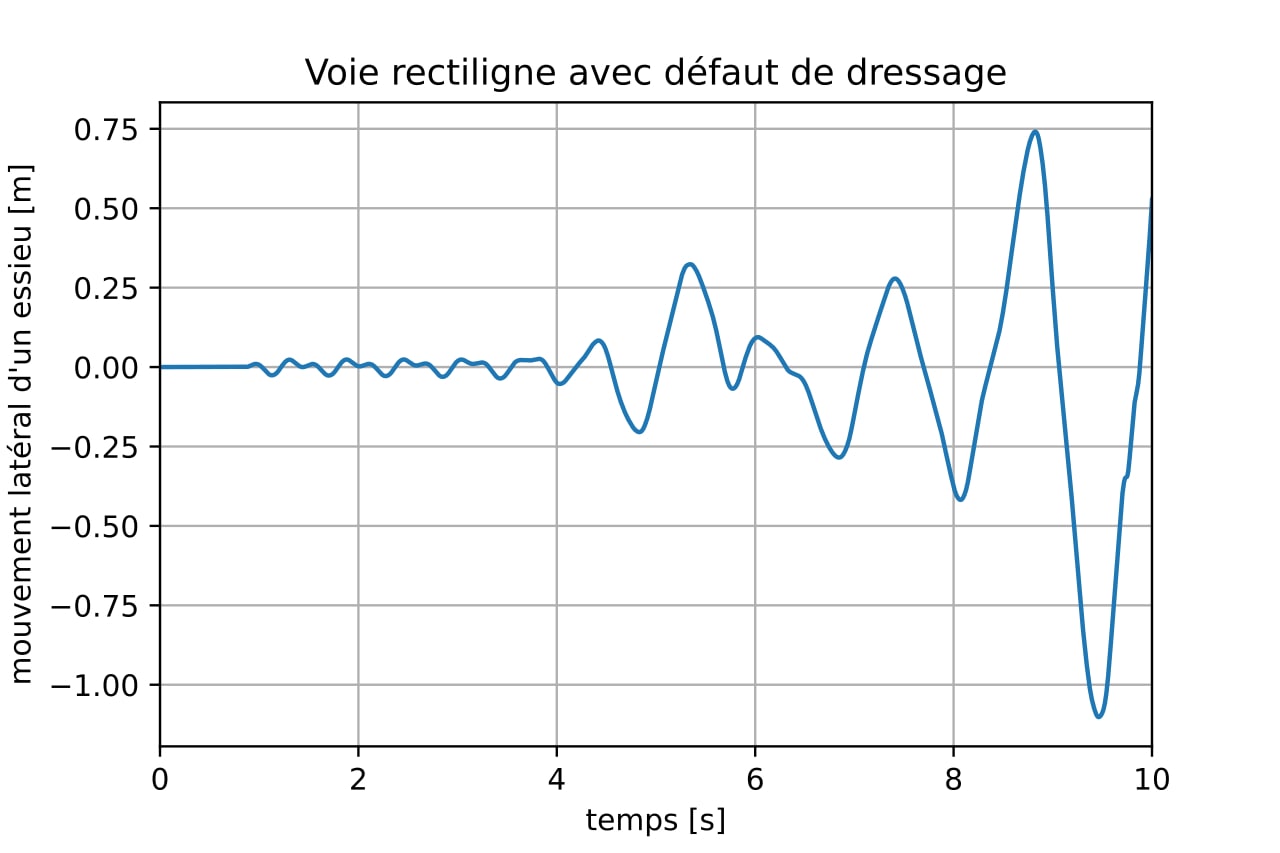 Voie rectiligne avec défaut de dressage
mouvement latéral d'un essieu [m]
0.75
0.50
0.25
0.00
−0.25
−0.50
−0.75
−1.00
0 2 4 6 8 10
temps [s]